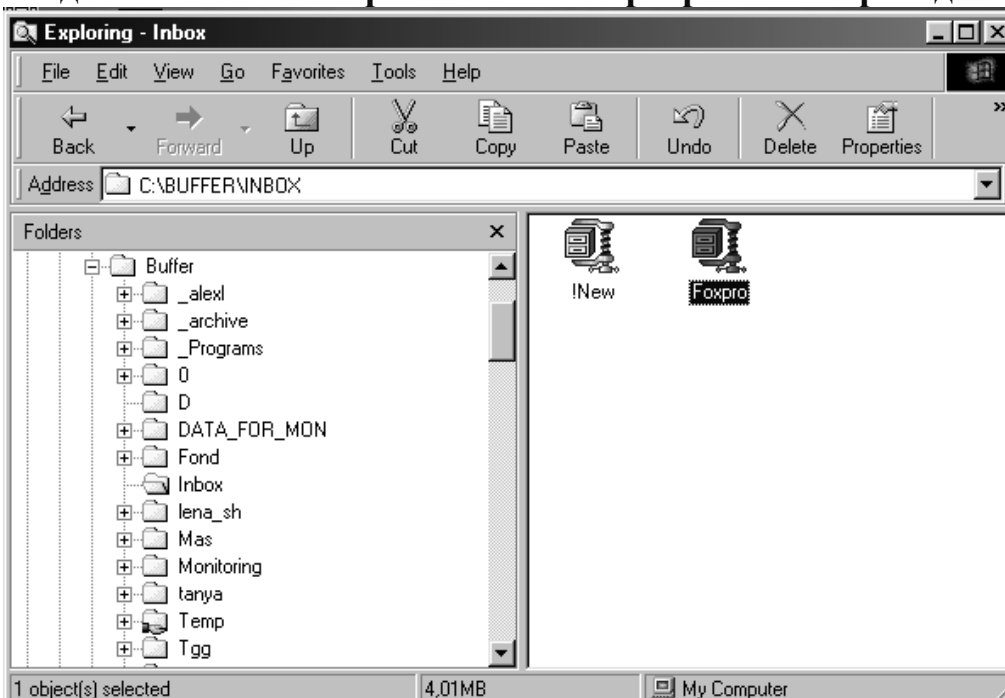 Exploring - Inbox
File Edit View Go Favorites Tools Help
Back Forward Up Cut Copy Paste Undo Delete Properties »
Address C:\BUFFER\INBOX
Folders
Buffer
_alexl
_archive
_Programs
0
D
DATA_FOR_MON
Fond
Inbox
lena_sh
Mas
Monitoring
tanya
Temp
Tgg
!New
Foxpro
1 object(s) selected 4,01MB My Computer